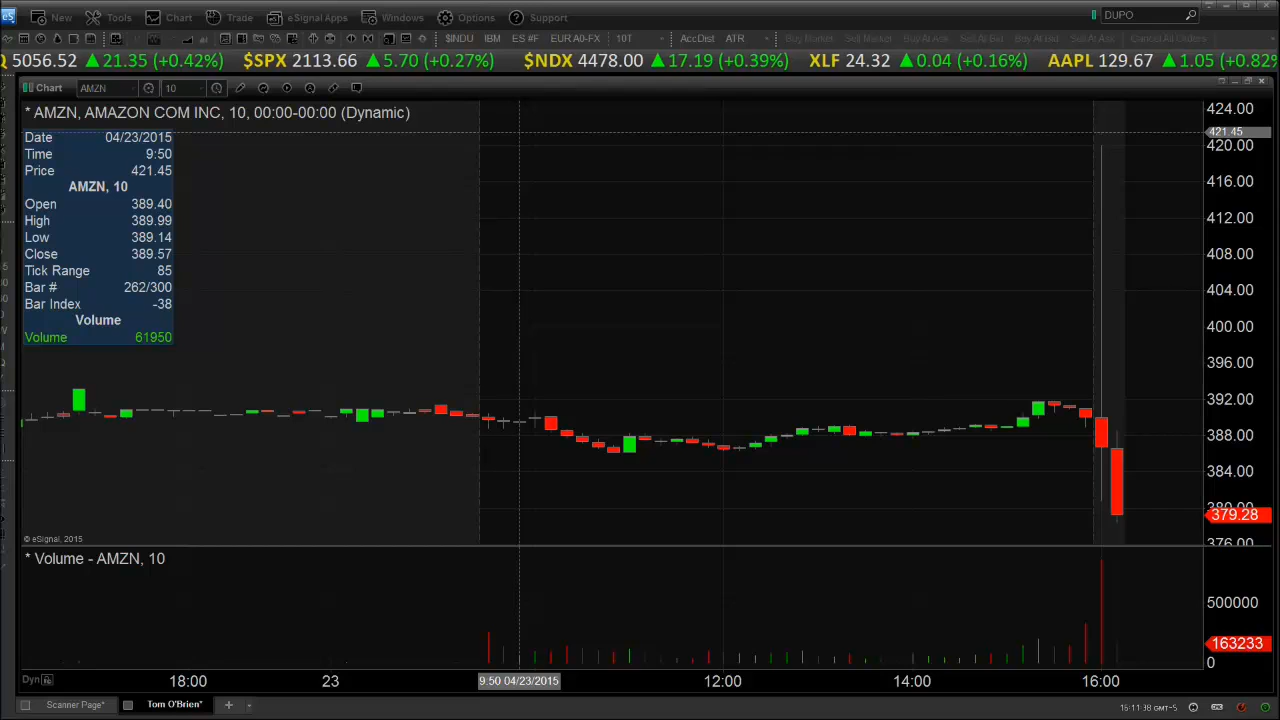 eS New Tools Chart Trade eSignal Apps Windows Options Support DUPO
$INDU IBM ES #F EUR A0-FX 10T AccDist ATR Buy Market Sell Market Buy At Ask Sell At Bid Buy At Bid Sell At Ask Cancel All Orders
Q 5056.52 ▲21.35 (+0.42%) $SPX 2113.66 ▲5.70 (+0.27%) $NDX 4478.00 ▲17.19 (+0.39%) XLF 24.32 ▲0.04 (+0.16%) AAPL 129.67 ▲1.05 (+0.82%
Chart AMZN 10
* AMZN, AMAZON COM INC, 10, 00:00-00:00 (Dynamic)
Date 04/23/2015
Time 9:50
Price 421.45
AMZN, 10
Open 389.40
High 389.99
Low 389.14
Close 389.57
Tick Range 85
Bar # 262/300
Bar Index -38
Volume
Volume 61950
424.00
421.45
420.00
416.00
412.00
408.00
404.00
400.00
396.00
392.00
388.00
384.00
380.00
379.28
376.00
© eSignal, 2015
* Volume - AMZN, 10
500000
163233
0
Dyn 18:00 23 9:50 04/23/2015 12:00 14:00 16:00
Scanner Page* Tom O'Brien* + 15:11:38 GMT-5